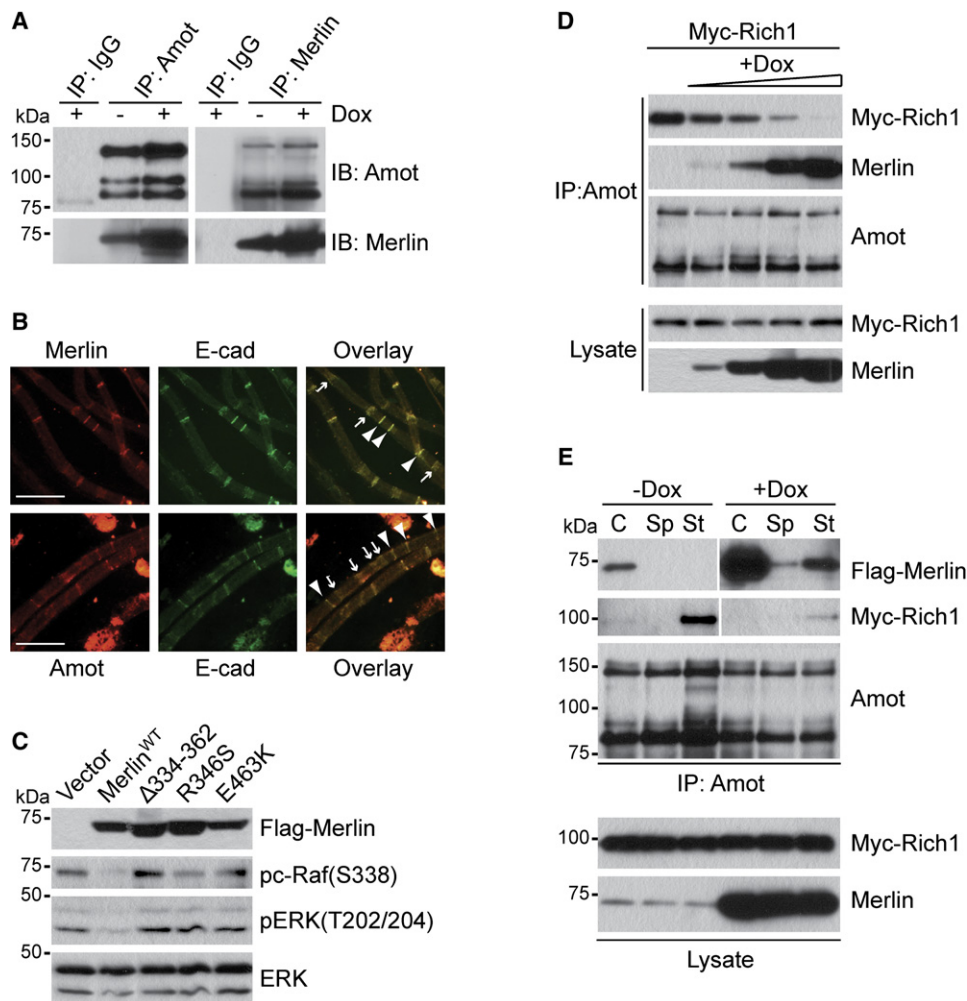 A
IP: IgG
IP: Amot
IP: IgG
IP: Merlin
kDa
+ - + + - + Dox
150
100
75
IB: Amot
75
IB: Merlin
B
Merlin E-cad Overlay
Amot E-cad Overlay
C
Vector
Merlin^WT
Δ334-362
R346S
E463K
kDa
75
Flag-Merlin
75
pc-Raf(S338)
50
50
pERK(T202/204)
50
ERK
D
Myc-Rich1
+Dox
IP:Amot
Myc-Rich1
Merlin
Amot
Lysate
Myc-Rich1
Merlin
E
-Dox +Dox
kDa C Sp St C Sp St
75
Flag-Merlin
100
Myc-Rich1
150
100
75
Amot
IP: Amot
100
Myc-Rich1
75
Merlin
Lysate